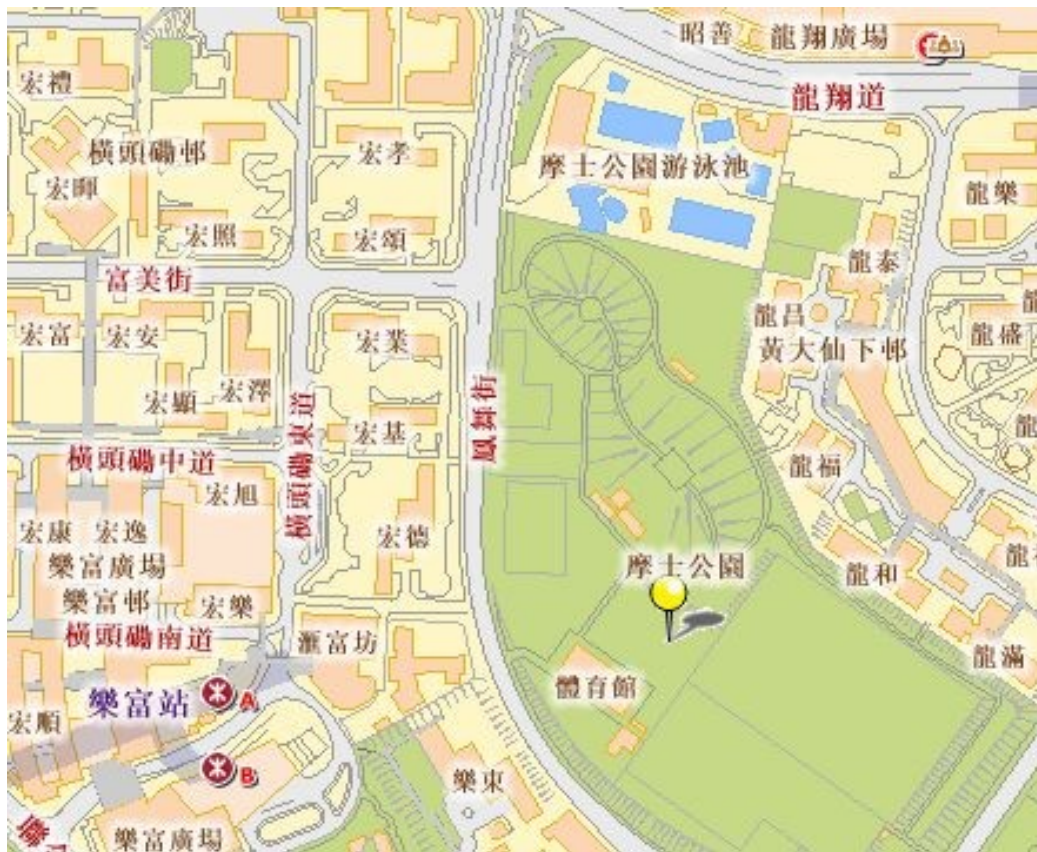 昭善
龍翔廣場
宏禮
龍翔道
橫頭磡邨
宏孝
摩士公園游泳池
宏暉
龍樂
宏照
宏頌
龍泰
富美街
龍昌
宏富
宏安
宏業
龍盛
黃大仙下邨
宏澤
宏顯
鳳舞街
橫頭磡東道
宏基
橫頭磡中道
龍福
宏旭
宏康
宏逸
宏德
樂富廣場
摩士公園
龍和
樂富邨
宏樂
橫頭磡南道
滙富坊
龍滿
體育館
樂富站
A
宏順
B
樂東
樂富廣場